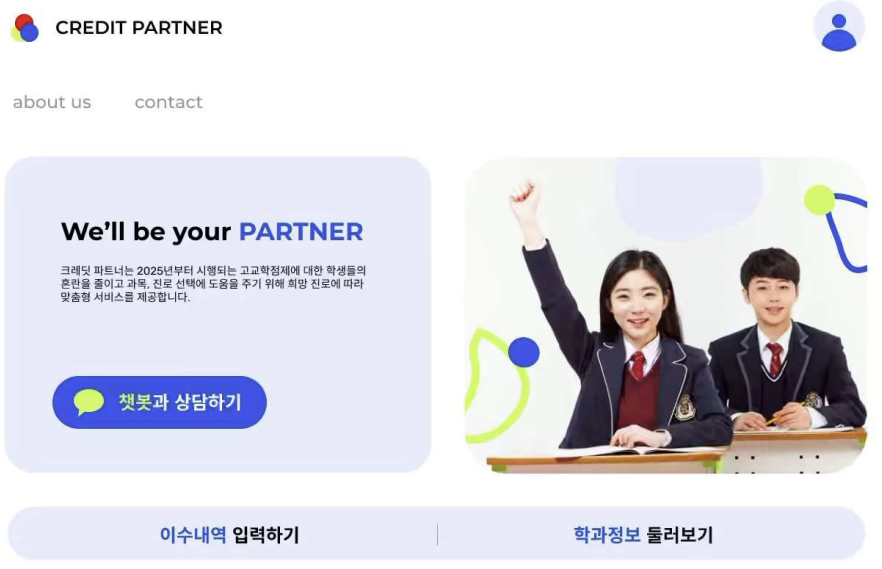 CREDIT PARTNER
about us contact
We’ll be your PARTNER
크레딧 파트너는 2025년부터 시행되는 고교학점제에 대한 학생들의
혼란을 줄이고 과목, 진로 선택에 도움을 주기 위해 희망 진로에 따라
맞춤형 서비스를 제공합니다.
챗봇과 상담하기
이수내역 입력하기
학과정보 둘러보기